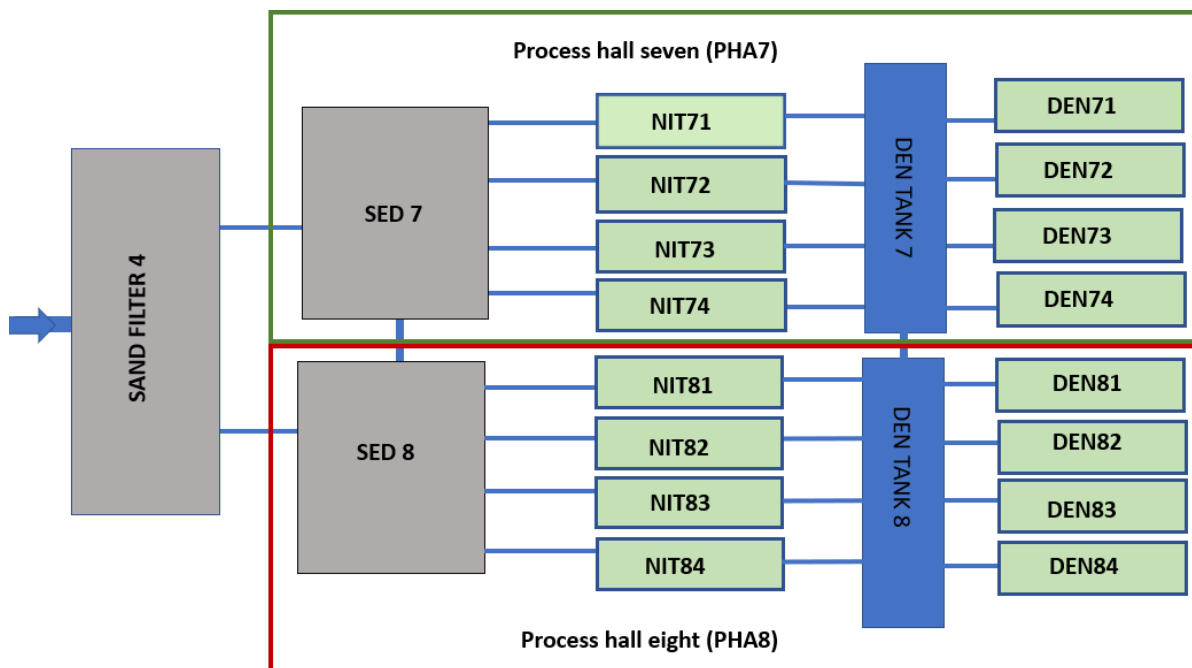 Process hall seven (PHA7)
SAND FILTER 4
SED 7
NIT71
NIT72
NIT73
NIT74
DEN TANK 7
DEN71
DEN72
DEN73
DEN74
SED 8
NIT81
NIT82
NIT83
NIT84
DEN TANK 8
DEN81
DEN82
DEN83
DEN84
Process hall eight (PHA8)